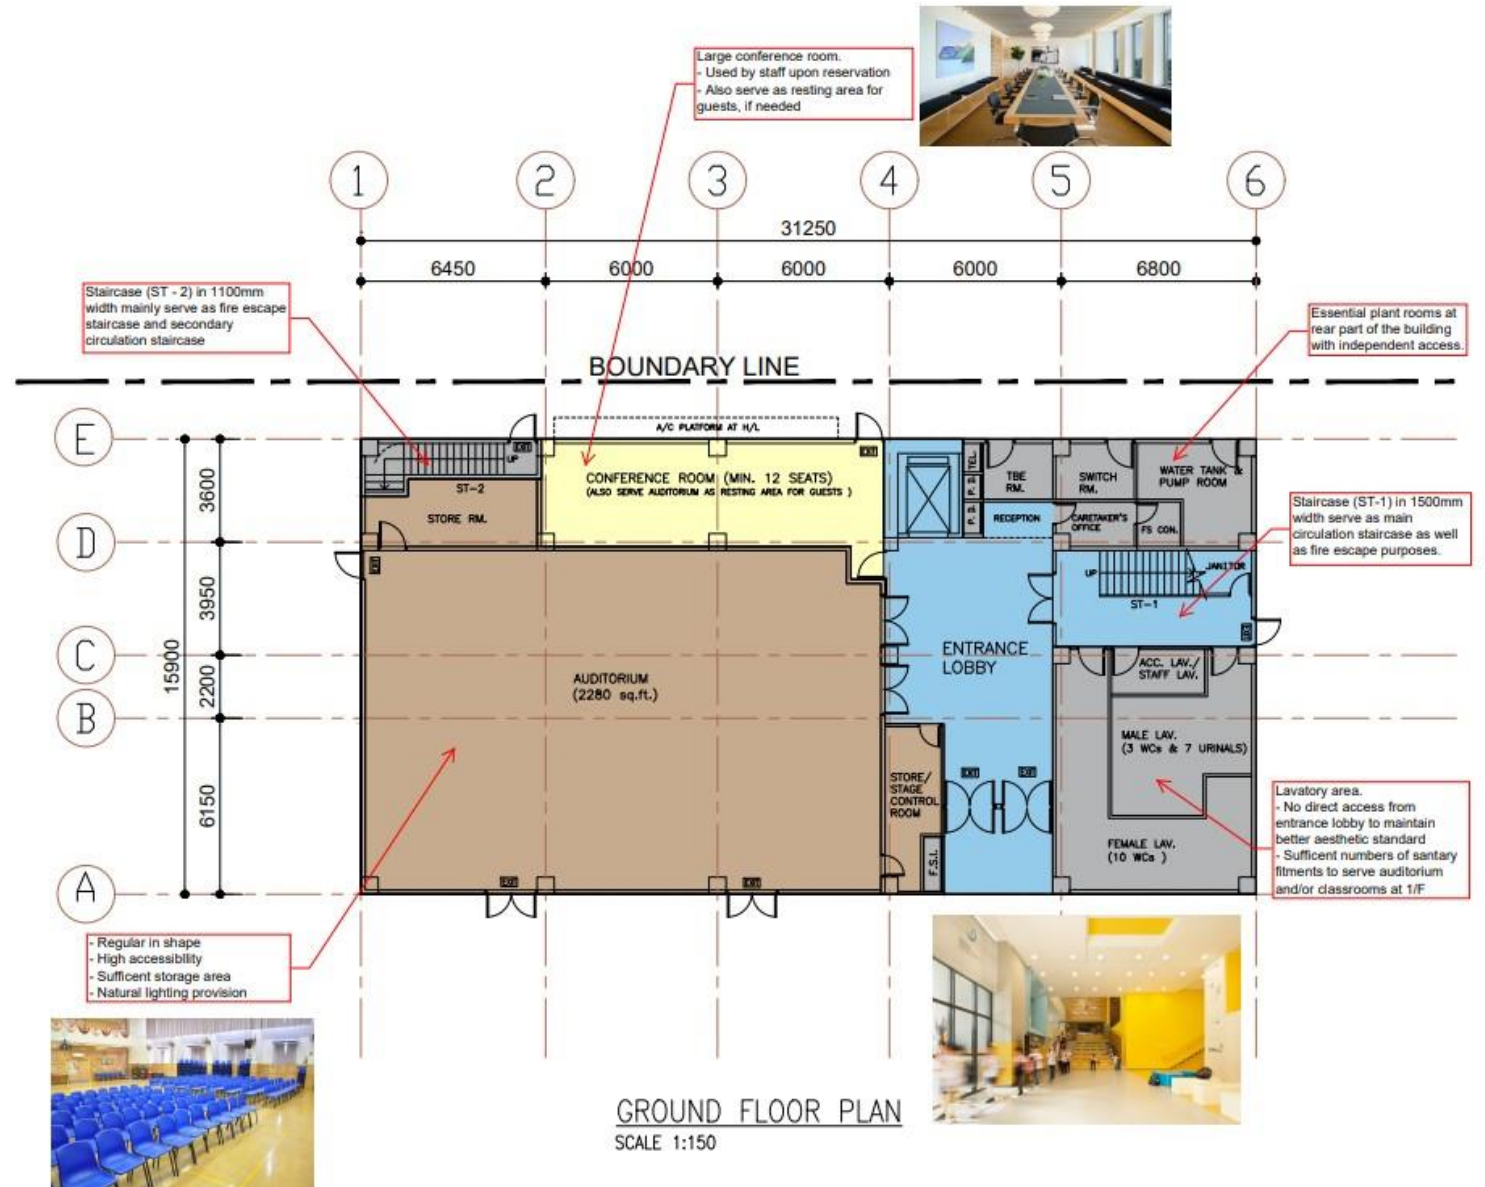 Large conference room.
- Used by staff upon reservation
- Also serve as resting area for
guests, if needed
1
2
3
4
5
6
31250
6450
6000
6000
6000
6800
Staircase (ST - 2) in 1100mm
width mainly serve as fire escape
staircase and secondary
circulation staircase
Essential plant rooms at
rear part of the building
with independent access.
BOUNDARY LINE
E
D
C
B
A
15900
3600
3950
2200
6150
A/C PLATFORM AT H/L
EXIT
UP
ST-2
STORE RM.
CONFERENCE ROOM (MIN. 12 SEATS)
(ALSO SERVE AUDITORIUM AS RESTING AREA FOR GUESTS )
EXIT
TEL.
P. D.
P. D.
TBE
RM.
SWITCH
RM.
WATER TANK &
PUMP ROOM
RECEPTION
CARETAKER'S
OFFICE
FS CON.
Staircase (ST-1) in 1500mm
width serve as main
circulation staircase as well
as fire escape purposes.
EXIT
UP
JANITOR
ST-1
EXIT
ENTRANCE
LOBBY
ACC. LAV./
STAFF LAV.
AUDITORIUM
(2280 sq.ft.)
MALE LAV.
(3 WCs & 7 URINALS)
STORE/
STAGE
CONTROL
ROOM
EXIT
EXIT
F.S.I.
FEMALE LAV.
(10 WCs )
Lavatory area.
- No direct access from
entrance lobby to maintain
better aesthetic standard
- Sufficent numbers of santary
fitments to serve auditorium
and/or classrooms at 1/F
EXIT
EXIT
- Regular in shape
- High accessibility
- Sufficent storage area
- Natural lighting provision
GROUND FLOOR PLAN
SCALE 1:150